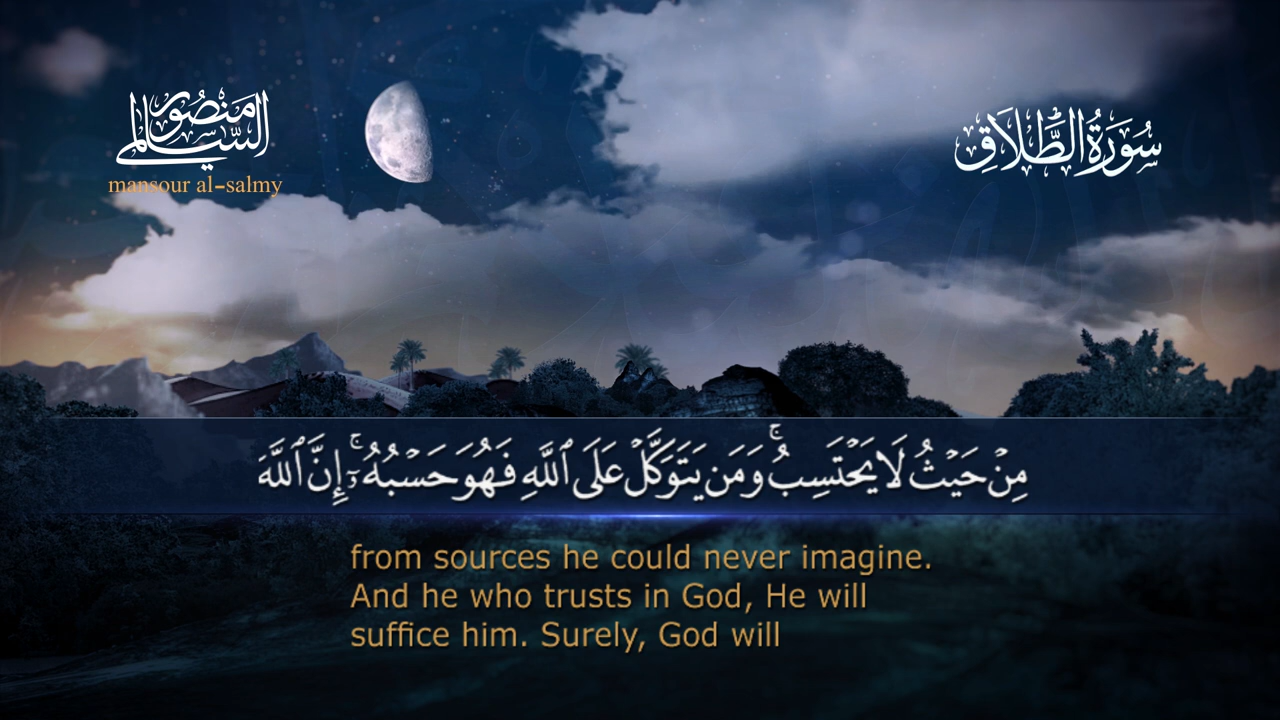 منصور
السالمي
mansour al-salmy
سُورَةُ الطَّلَاقِ
مِنْ حَيْثُ لَا يَحْتَسِبُ ۚ وَمَن يَتَوَكَّلْ عَلَى ٱللَّهِ فَهُوَ حَسْبُهُۥٓ ۚ إِنَّ ٱللَّهَ
from sources he could never imagine.
And he who trusts in God, He will
suffice him. Surely, God will